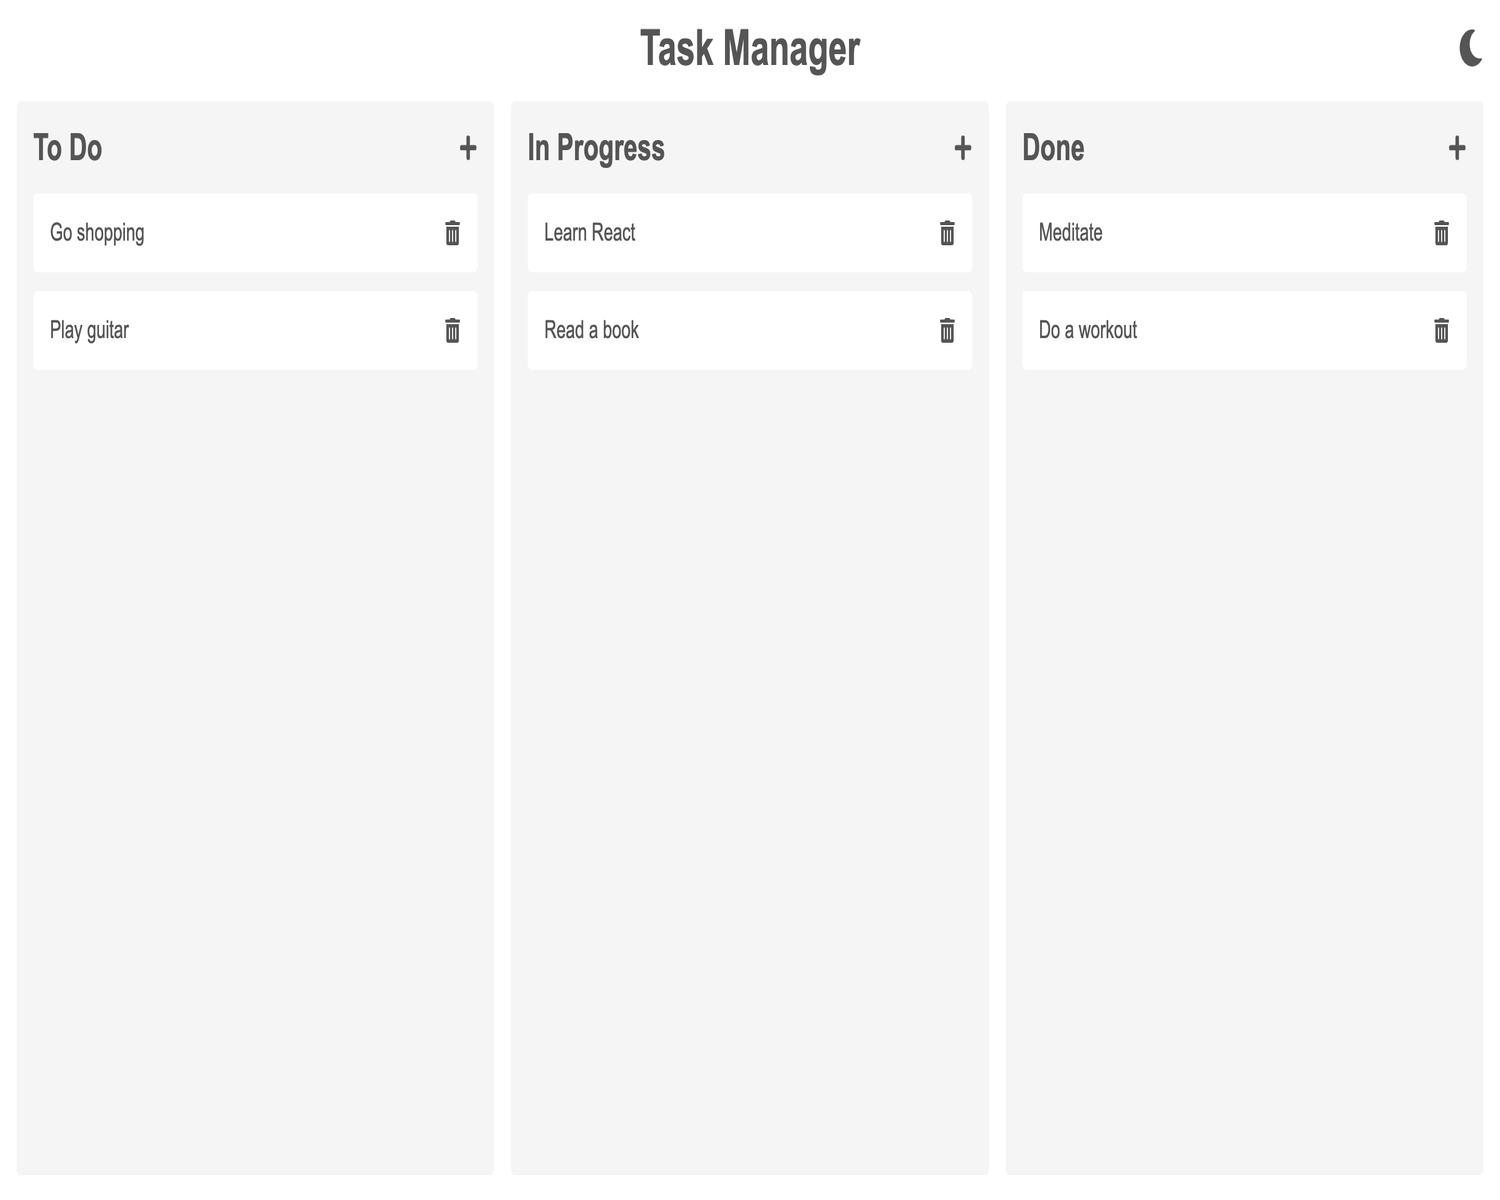 Task Manager
To Do
Go shopping
Play guitar
In Progress
Learn React
Read a book
Done
Meditate
Do a workout